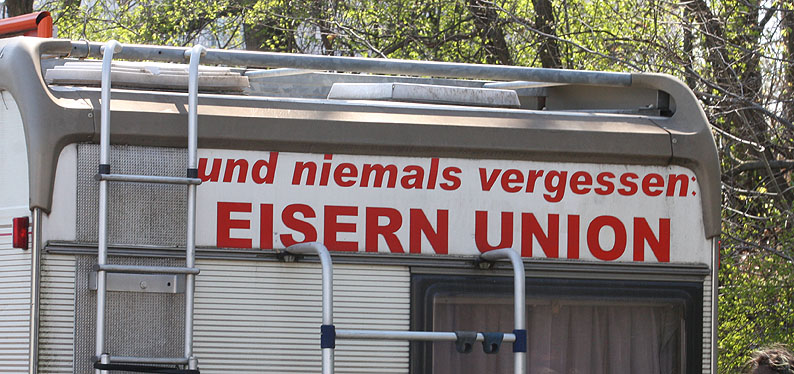 und niemals vergessen:
EISERN UNION